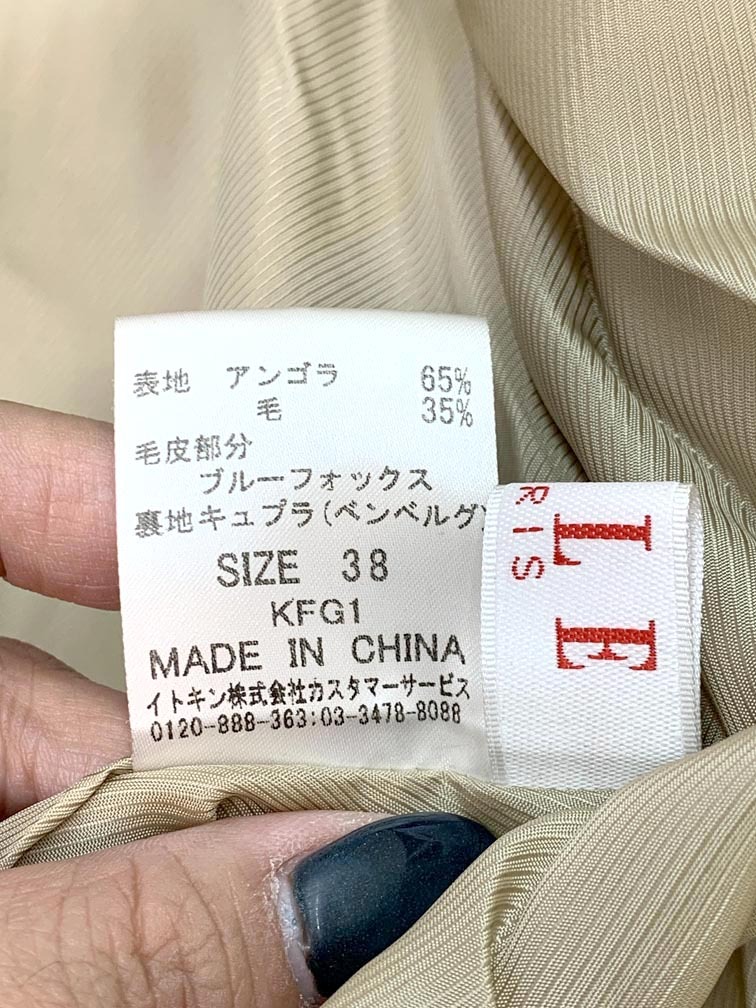 表地 アンゴラ 65%
毛 35%
毛皮部分
ブルーフォックス
裏地キュプラ(ベンベルグ)
SIZE 38
KFG1
MADE IN CHINA
イトキン株式会社カスタマーサービス
0120-888-363:03-3478-8088
LE
RIS